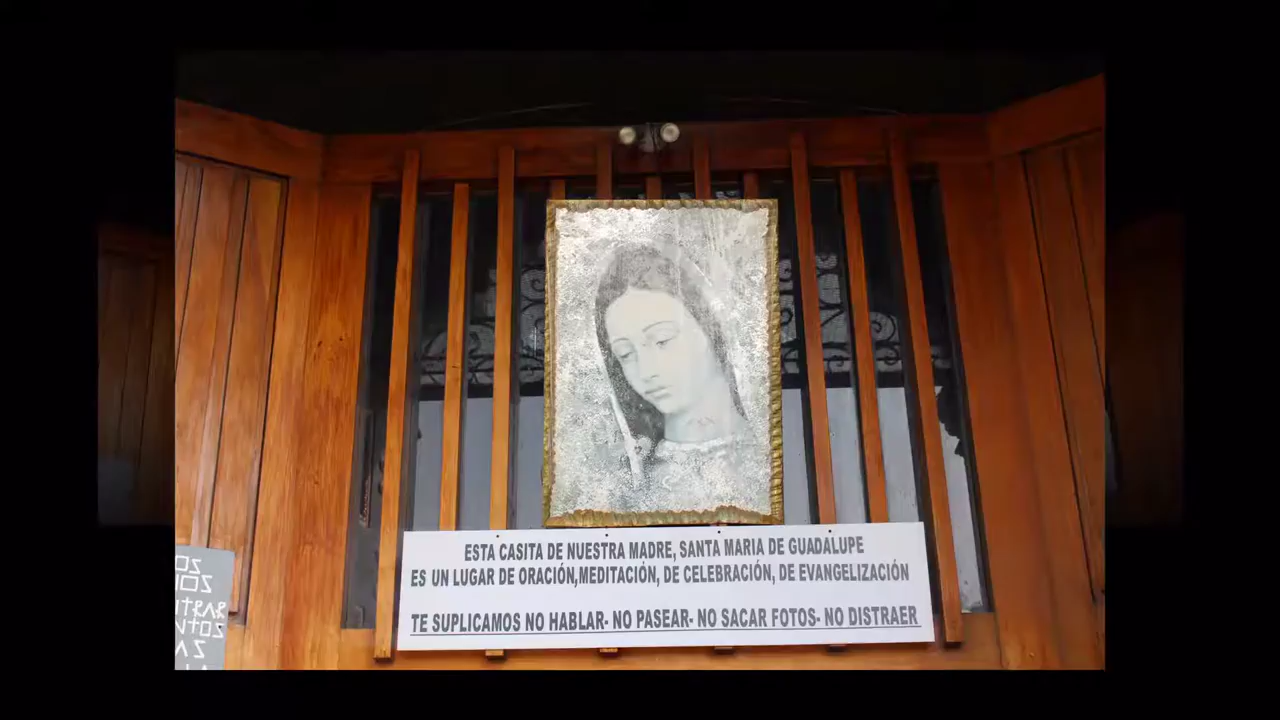 ESTA CASITA DE NUESTRA MADRE, SANTA MARIA DE GUADALUPE
ES UN LUGAR DE ORACIÓN,MEDITACIÓN, DE CELEBRACIÓN, DE EVANGELIZACIÓN
TE SUPLICAMOS NO HABLAR- NO PASEAR- NO SACAR FOTOS- NO DISTRAER